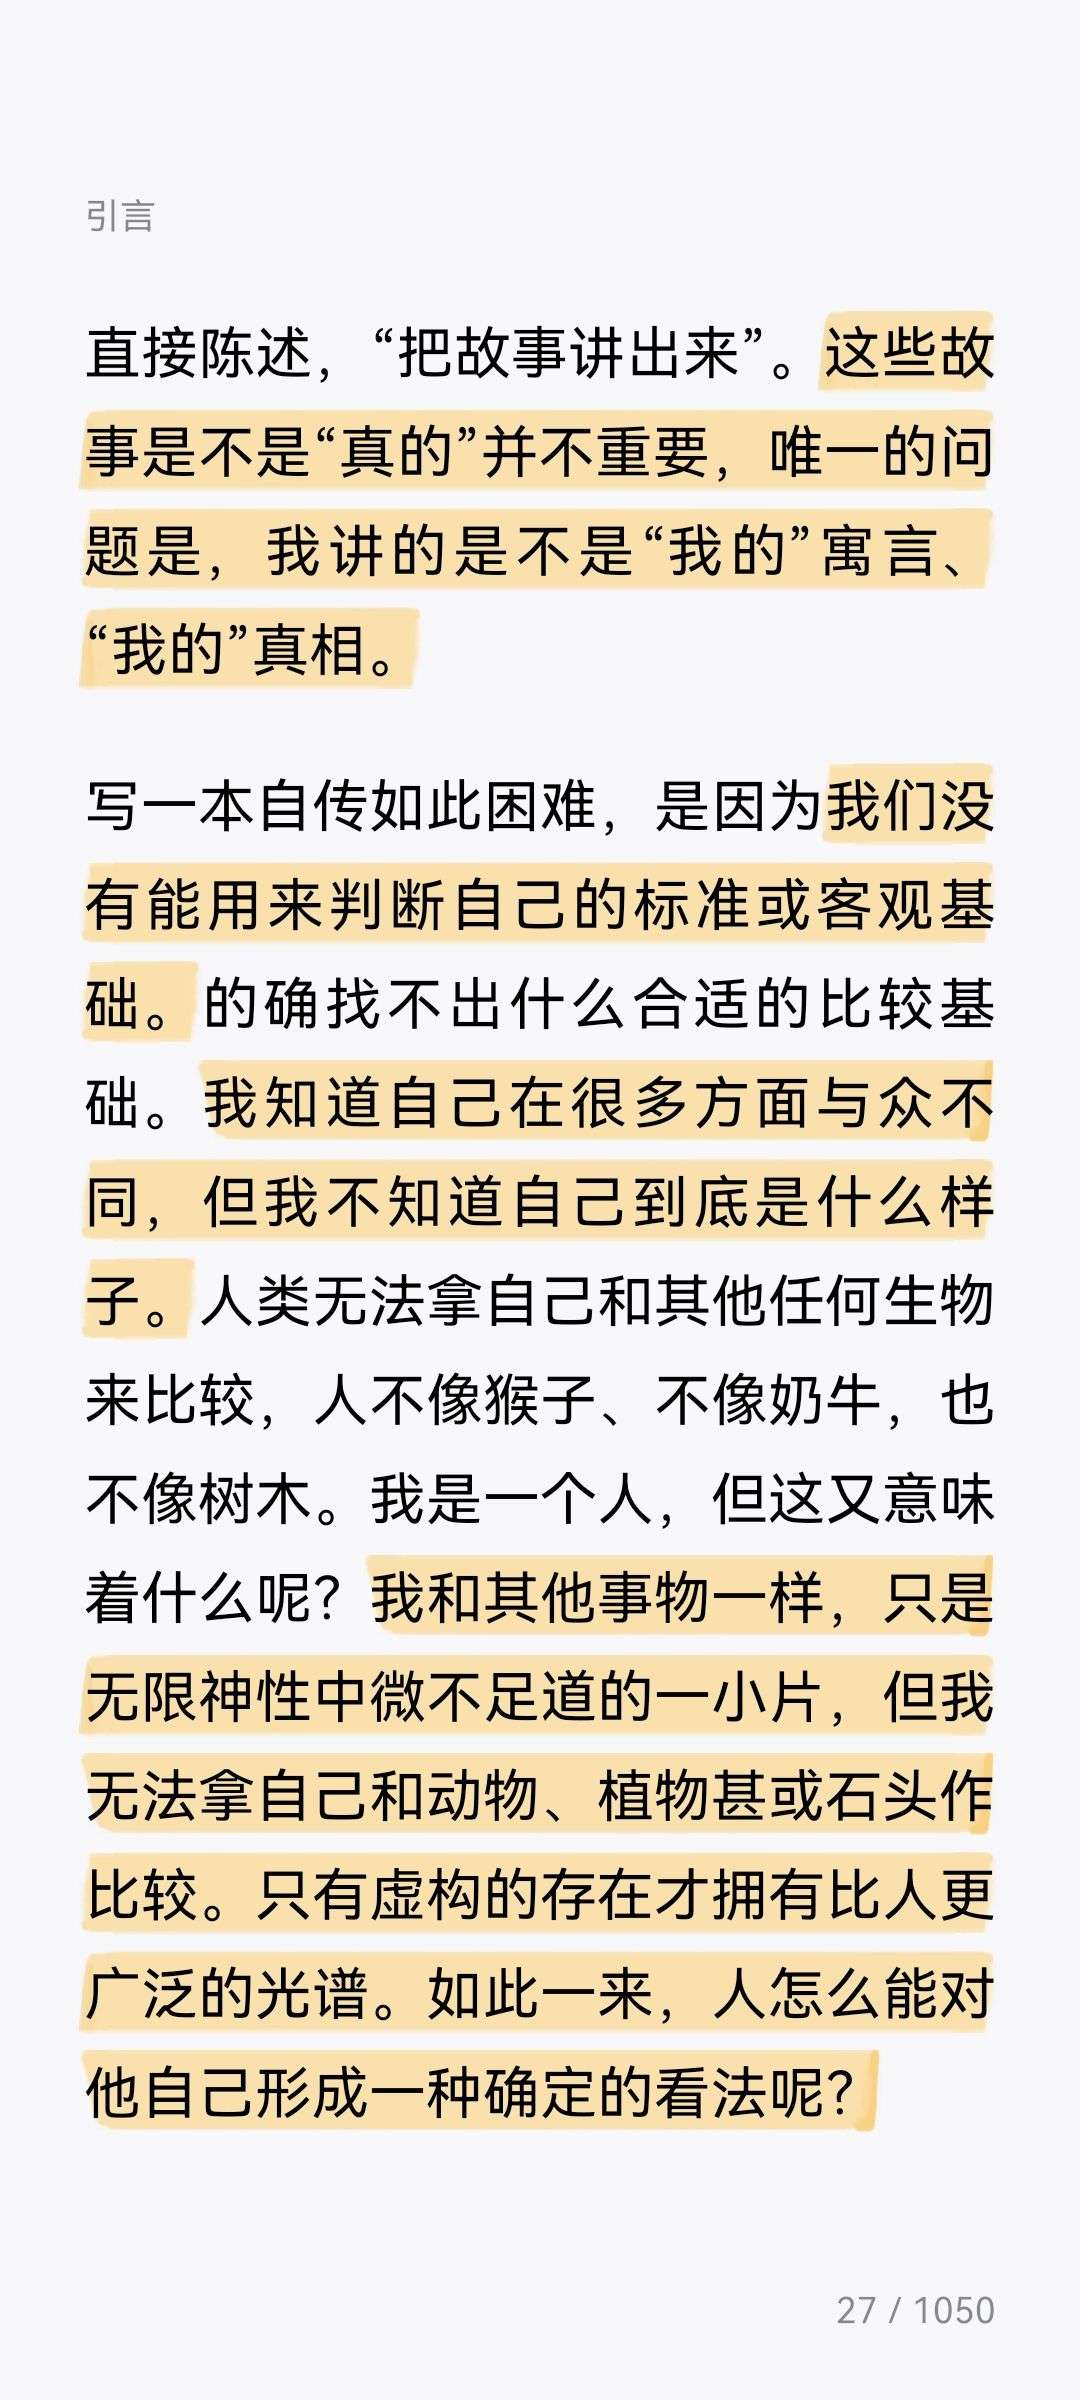 引言
直接陈述，“把故事讲出来”。这些故
事是不是“真的”并不重要，唯一的问
题是，我讲的是不是“我的”寓言、
“我的”真相。
写一本自传如此困难，是因为我们没
有能用来判断自己的标准或客观基
础。的确找不出什么合适的比较基
础。我知道自己在很多方面与众不
同，但我不知道自己到底是什么样
子。人类无法拿自己和其他任何生物
来比较，人不像猴子、不像奶牛，也
不像树木。我是一个人，但这又意味
着什么呢？我和其他事物一样，只是
无限神性中微不足道的一小片，但我
无法拿自己和动物、植物甚或石头作
比较。只有虚构的存在才拥有比人更
广泛的光谱。如此一来，人怎么能对
他自己形成一种确定的看法呢？
27 / 1050